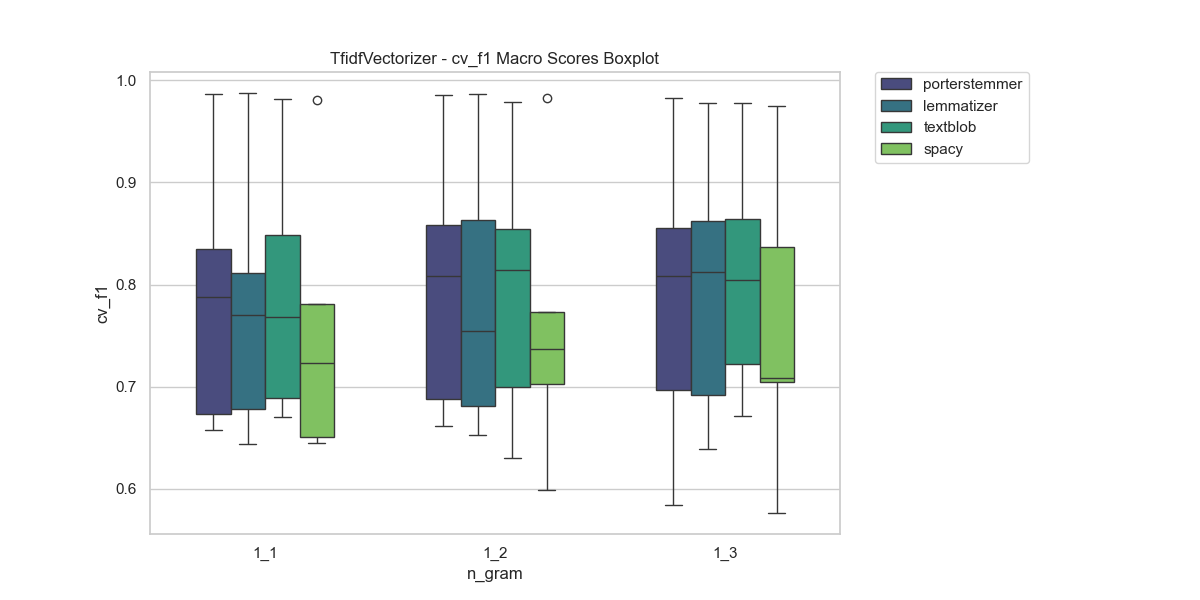 TfidfVectorizer - cv_f1 Macro Scores Boxplot
porterstemmer
lemmatizer
textblob
spacy
1.0
0.9
0.8
0.7
0.6
cv_f1
1_1 1_2 1_3
n_gram